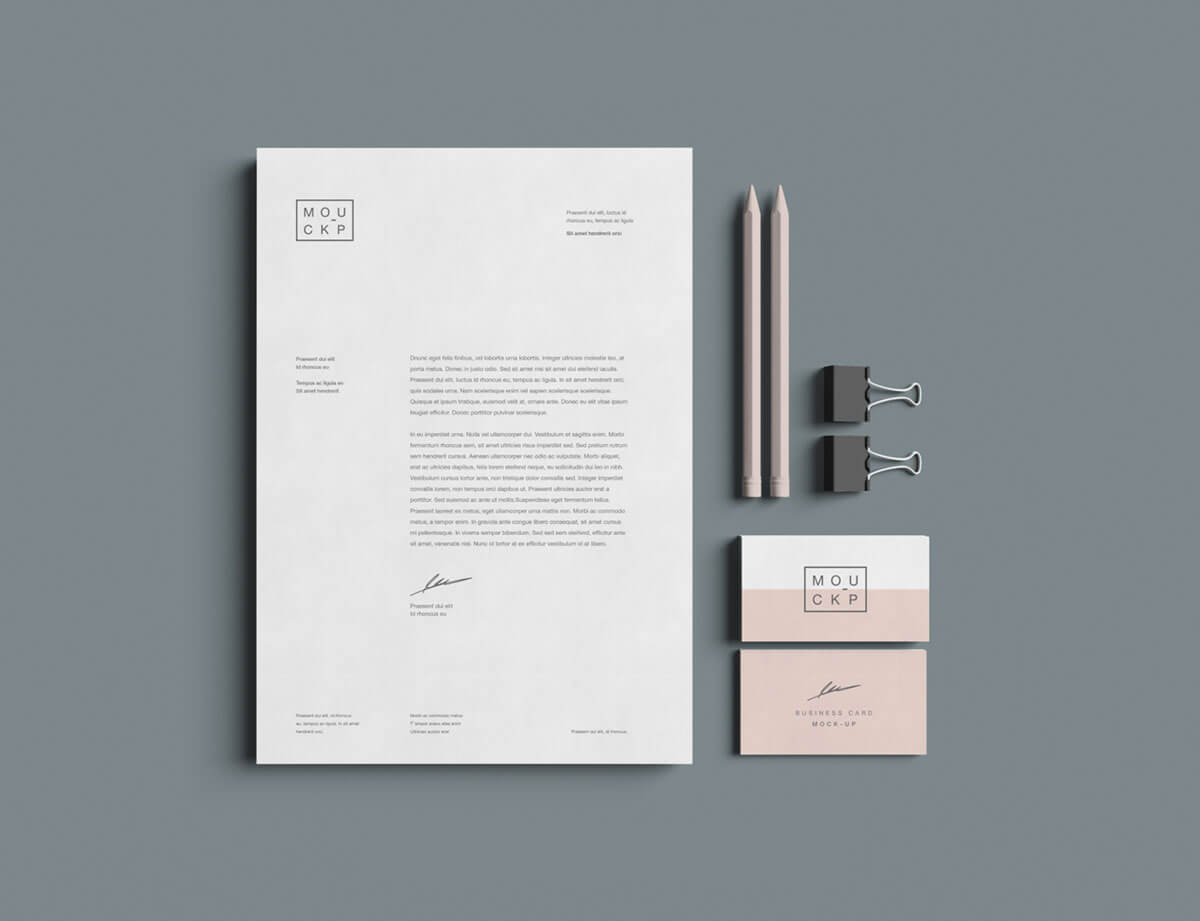 MOU
CKP
Praesent dui elit, luctus id
rhoncus eu, tempus ac ligula
Sit amet hendrerit orci
Praesent dui elit
Id rhoncus eu
Tempus ac ligula ex
Sit amet hendrerit
Donec eget felis finibus, vel lobortis urna lobortis. Integer ultricies molestie leo, at
porta metus. Donec in justo odio. Sed sit amet nisi sit amet dui eleifend iaculis.
Praesent dui elit, luctus id rhoncus eu, tempus ac ligula. In sit amet hendrerit orci,
quis sodales urna. Nam scelerisque enim vel sapien scelerisque scelerisque.
Quisque et ipsum tristique, euismod velit at, ornare ante. Donec eu elit vitae ipsum
feugiat efficitur. Donec porttitor pulvinar scelerisque.
In eu imperdiet urna. Nulla vel ullamcorper dui. Vestibulum et sagittis enim. Morbi
fermentum rhoncus sem, sit amet ultricies risus imperdiet sed. Sed pretium rutrum
sem hendrerit cursus. Aenean ullamcorper nec odio ac vulputate. Morbi aliquet,
erat ac ultricies dapibus, felis lorem eleifend neque, eu sollicitudin dui leo in nibh.
Vestibulum cursus tortor ante, non tristique dolor convallis sed. Integer imperdiet
convallis lorem, non tempus orci dapibus ut. Praesent ultricies auctor erat a
porttitor. Sed euismod ac ante ut mollis.Suspendisse eget fermentum tellus.
Praesent laoreet ex metus, eget ullamcorper urna mattis non. Morbi ac commodo
metus, a tempor enim. In gravida ante congue libero consequat, sit amet cursus
mi pellentesque. In viverra semper bibendum. Sed sed sem eleifend, efficitur ante
sit amet, venenatis nisl. Nunc ut tortor at ex efficitur vestibulum id at libero.
Praesent dui elit
Id rhoncus eu
Praesent dui elit,
eu, tempus ac ligula. In sit amet
hendrerit orci.
Morbi ac commodo metus
Ultricies auctor erat
Praesent dui elit, id rhoncus.
MOU
CKP
BUSINESS CARD
MOCK-UP